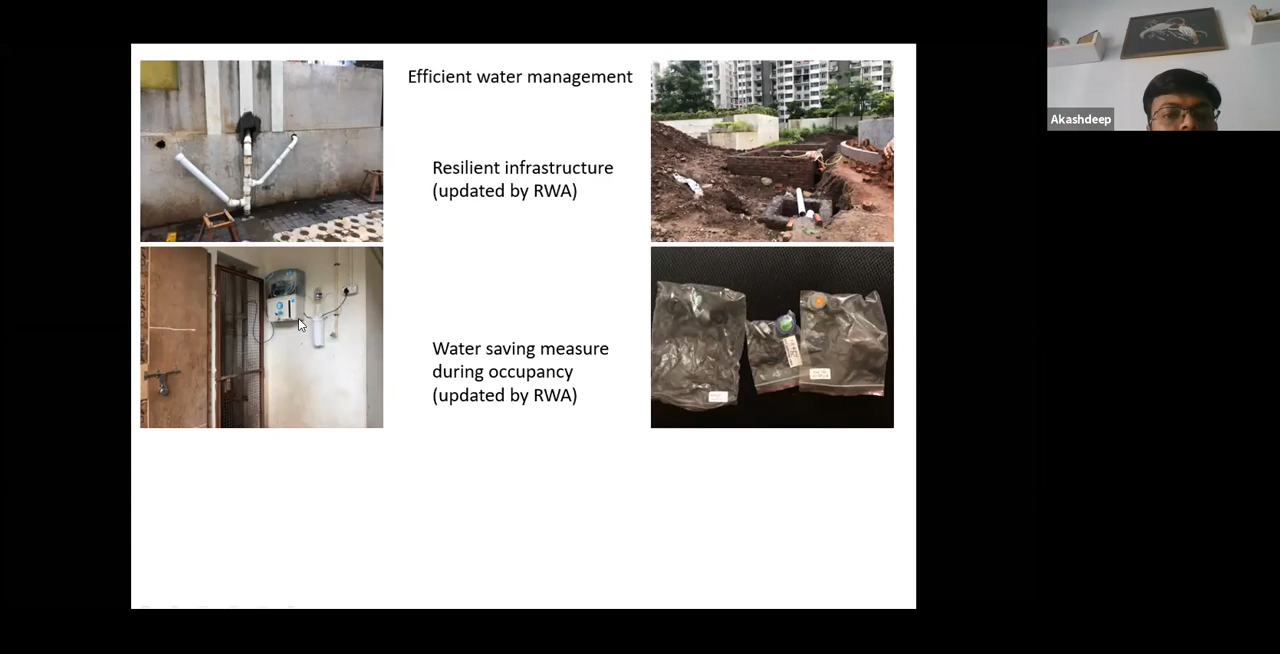 Efficient water management
Resilient infrastructure
(updated by RWA)
Water saving measure
during occupancy
(updated by RWA)
Akashdeep